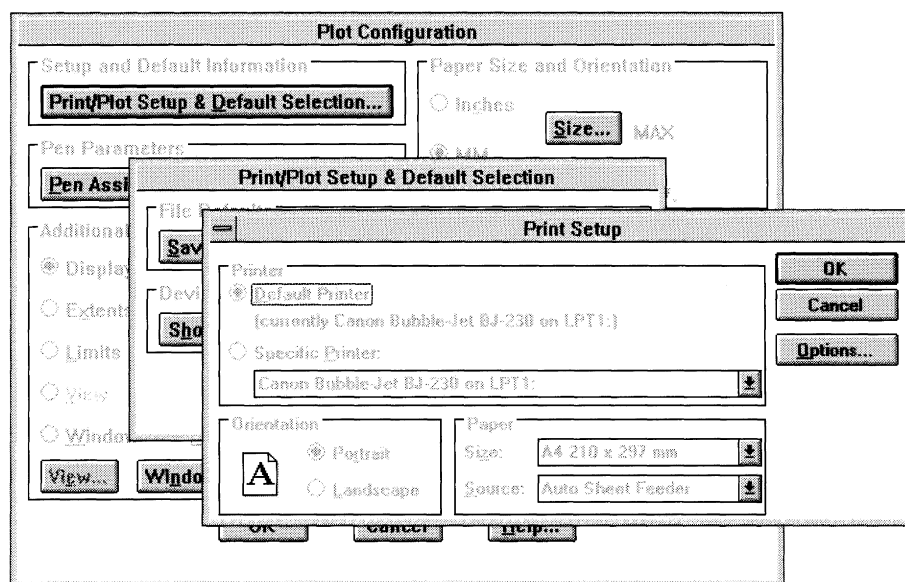 Plot Configuration
Setup and Default Information
Print/Plot Setup & Default Selection...
Paper Size and Orientation
Inches
Size... MAX
MM
Pen Parameters
Pen Assi
Print/Plot Setup & Default Selection
File Defaults
Sav
Devi
Sho
Additional
Display
Extents
Limits
View
Window
View...
Windo
Print Setup
Printer
Default Printer
(currently Canon Bubble-Jet BJ-230 on LPT1:)
Specific Printer:
Canon Bubble-Jet BJ-230 on LPT1:
OK
Cancel
Options...
Orientation
A
Portrait
Landscape
Paper
Size: A4 210 x 297 mm
Source: Auto Sheet Feeder
OK
Cancel
Help...